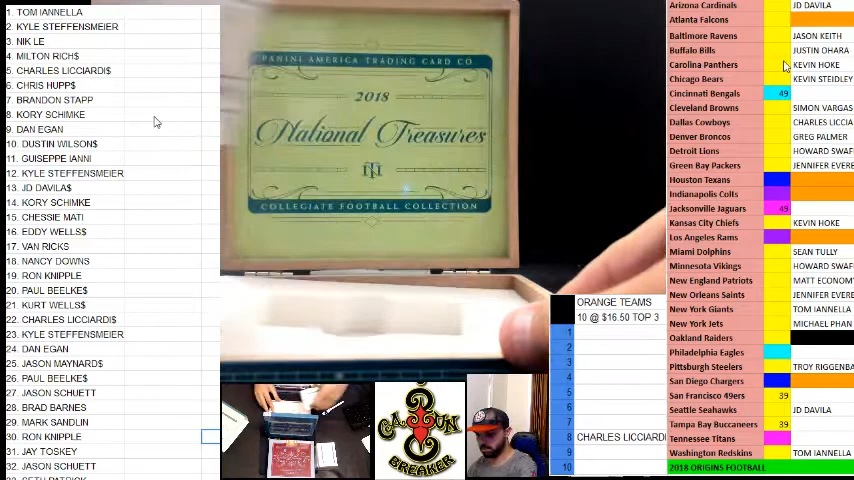 1. TOM IANNELLA
2. KYLE STEFFENSMEIER
3. NIK LE
4. MILTON RICH$
5. CHARLES LICCIARDI$
6. CHRIS HUPP$
7. BRANDON STAPP
8. KORY SCHIMKE
9. DAN EGAN
10. DUSTIN WILSON$
11. GUISEPPE IANNI
12. KYLE STEFFENSMEIER
13. JD DAVILA$
14. KORY SCHIMKE
15. CHESSIE MATI
16. EDDY WELLS$
17. VAN RICKS
18. NANCY DOWNS
19. RON KNIPPLE
20. PAUL BEELKE$
21. KURT WELLS$
22. CHARLES LICCIARDI$
23. KYLE STEFFENSMEIER
24. DAN EGAN
25. JASON MAYNARD$
26. PAUL BEELKE$
27. JASON SCHUETT
28. BRAD BARNES
29. MARK SANDLIN
30. RON KNIPPLE
31. JAY TOSKEY
32. JASON SCHUETT
PANINI AMERICA TRADING CARD CO.
2018
National Treasures
NT
COLLEGIATE FOOTBALL COLLECTION
CAJUN
BREAKER
ORANGE TEAMS
10 @ $16.50 TOP 3
1
2
3
4
5
6
7
8 CHARLES LICCIARDI
9
10
Arizona Cardinals JD DAVILA
Atlanta Falcons
Baltimore Ravens JASON KEITH
Buffalo Bills JUSTIN OHARA
Carolina Panthers KEVIN HOKE
Chicago Bears KEVIN STEIDLEY
Cincinnati Bengals 49
Cleveland Browns SIMON VARGAS
Dallas Cowboys CHARLES LICCIA
Denver Broncos GREG PALMER
Detroit Lions HOWARD SWAF
Green Bay Packers JENNIFER EVERE
Houston Texans
Indianapolis Colts
Jacksonville Jaguars 49
Kansas City Chiefs KEVIN HOKE
Los Angeles Rams
Miami Dolphins SEAN TULLY
Minnesota Vikings HOWARD SWAF
New England Patriots MATT ECONOM
New Orleans Saints JENNIFER EVERE
New York Giants TOM IANNELLA
New York Jets MICHAEL PHAN
Oakland Raiders
Philadelphia Eagles
Pittsburgh Steelers TROY RIGGENBA
San Diego Chargers
San Francisco 49ers 39
Seattle Seahawks JD DAVILA
Tampa Bay Buccaneers 39
Tennessee Titans
Washington Redskins TOM IANNELLA
2018 ORIGINS FOOTBALL